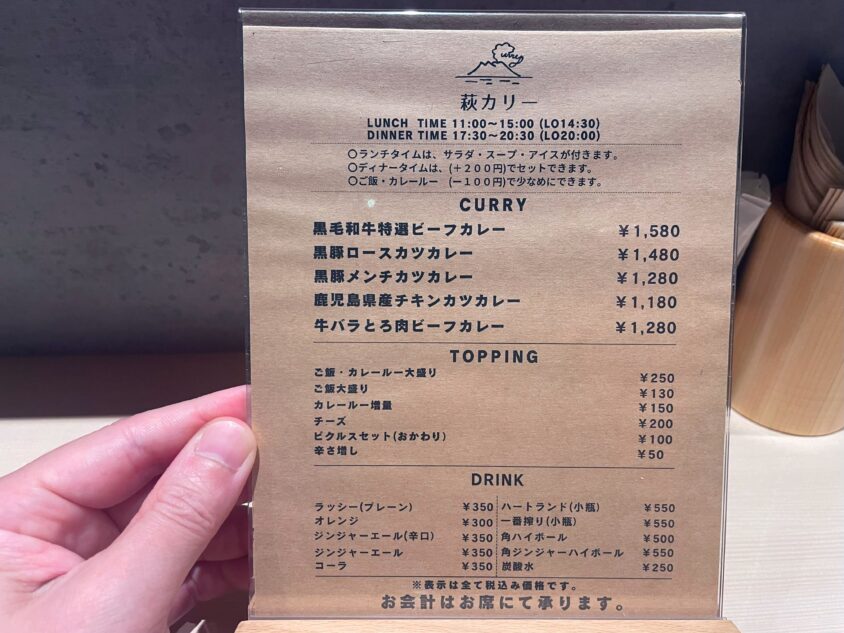 Curry
萩カリー
LUNCH TIME 11:00〜15:00 (LO14:30)
DINNER TIME 17:30〜20:30 (LO20:00)
〇ランチタイムは、サラダ・スープ・アイスが付きます。
〇ディナータイムは、(＋２００円)でセットできます。
〇ご飯・カレールー (－１００円)で少なめにできます。
CURRY
黒毛和牛特選ビーフカレー ￥1,580
黒豚ロースカツカレー ￥1,480
黒豚メンチカツカレー ￥1,280
鹿児島県産チキンカツカレー ￥1,180
牛バラとろ肉ビーフカレー ￥1,280
TOPPING
ご飯・カレールー大盛り ￥250
ご飯大盛り ￥130
カレールー増量 ￥150
チーズ ￥200
ピクルスセット(おかわり) ￥100
辛さ増し ￥50
DRINK
ラッシー(プレーン) ￥350 ハートランド(小瓶) ￥550
オレンジ ￥300 一番搾り(小瓶) ￥550
ジンジャーエール(辛口) ￥350 角ハイボール ￥500
ジンジャーエール ￥350 角ジンジャーハイボール ￥550
コーラ ￥350 炭酸水 ￥250
※表示は全て税込み価格です。
お会計はお席にて承ります。